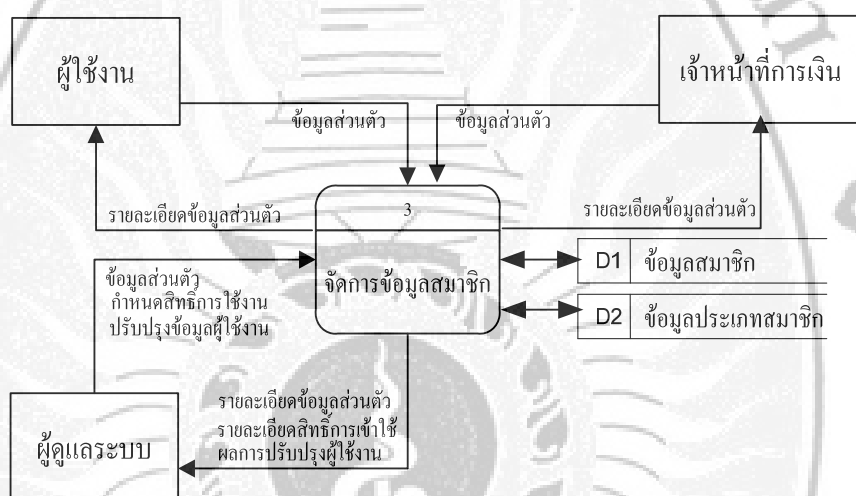 ผู้ใช้งาน
เจ้าหน้าที่การเงิน
ข้อมูลส่วนตัว
ข้อมูลส่วนตัว
รายละเอียดข้อมูลส่วนตัว
3
รายละเอียดข้อมูลส่วนตัว
จัดการข้อมูลสมาชิก
D1 ข้อมูลสมาชิก
D2 ข้อมูลประเภทสมาชิก
ข้อมูลส่วนตัว
กำหนดสิทธิ์การใช้งาน
ปรับปรุงข้อมูลผู้ใช้งาน
ผู้ดูแลระบบ
รายละเอียดข้อมูลส่วนตัว
รายละเอียดสิทธิ์การเข้าใช้
ผลการปรับปรุงผู้ใช้งาน